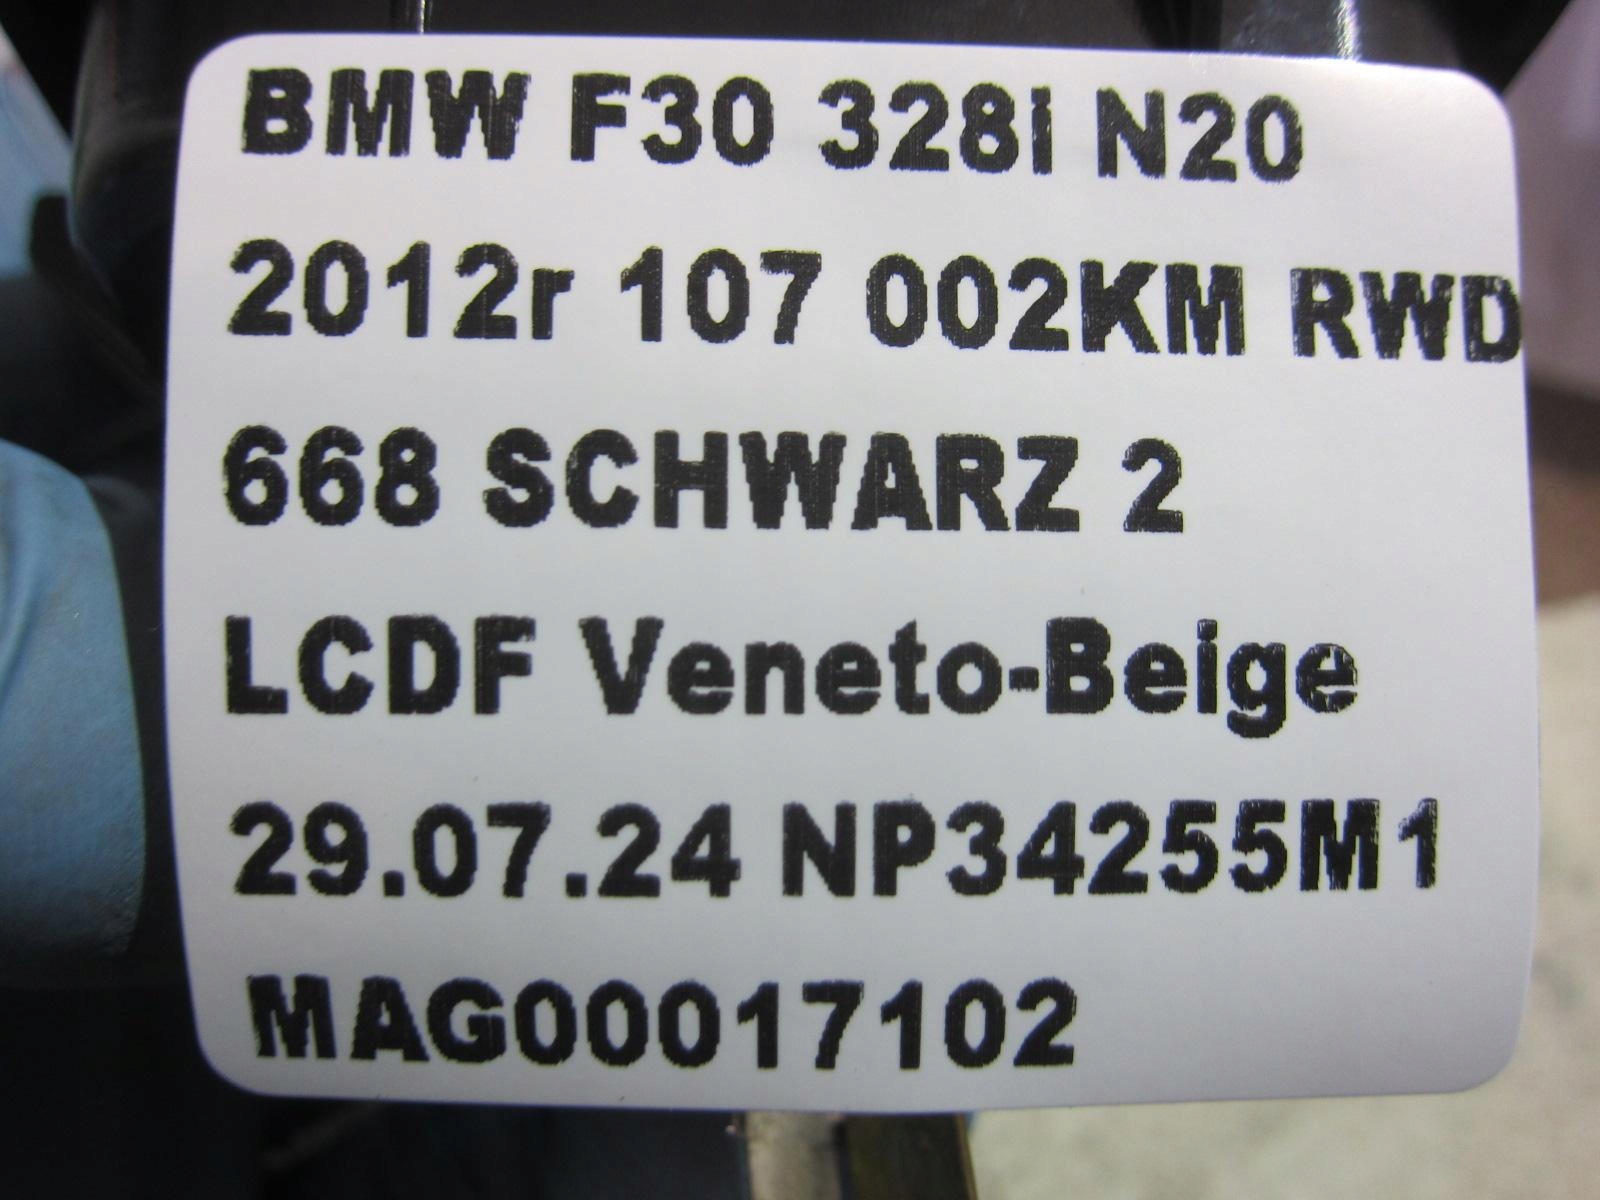 BMW F30 328i N20
2012r 107 002KM RWD
668 SCHWARZ 2
LCDF Veneto-Beige
29.07.24 NP34255M1
MAG00017102